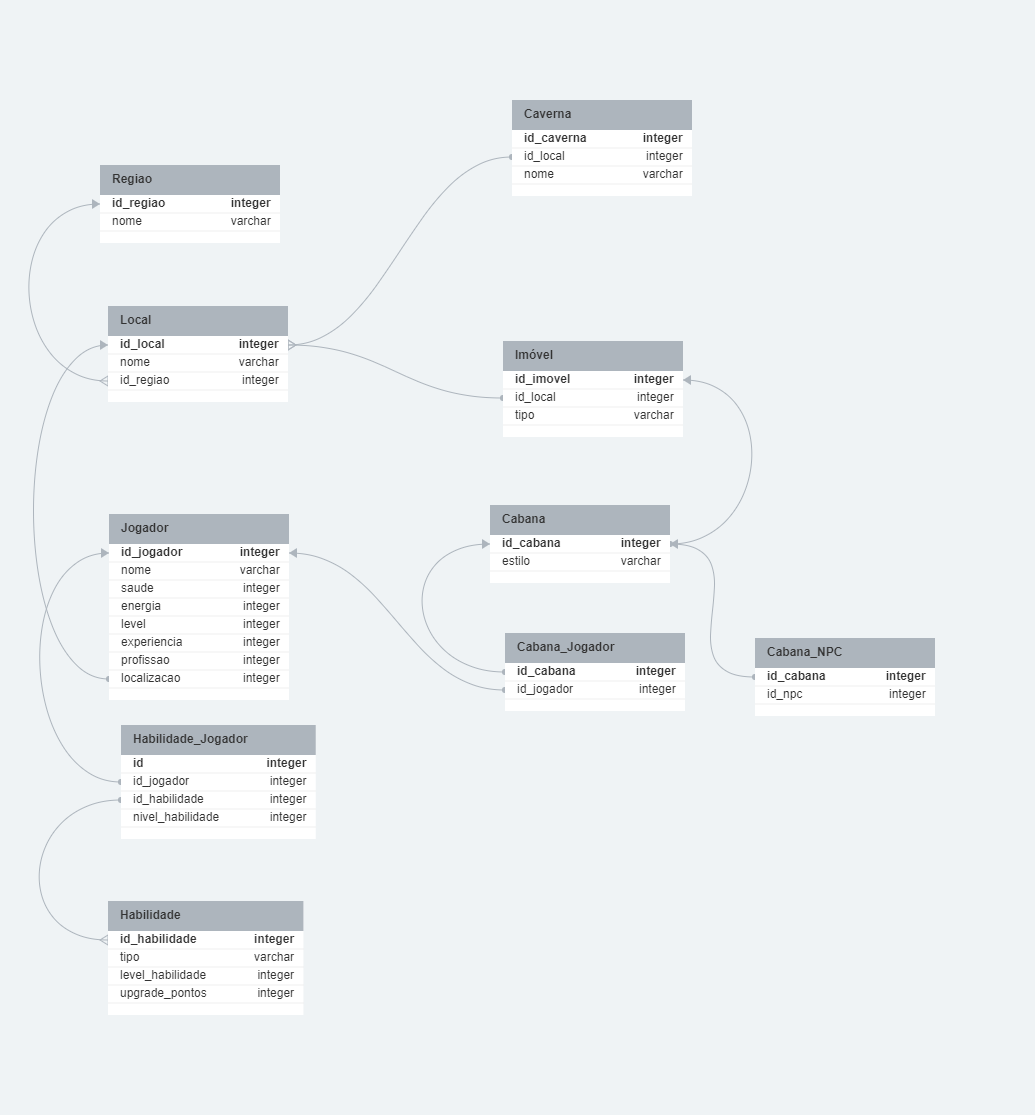 Caverna
id_caverna integer
id_local integer
nome varchar
Regiao
id_regiao integer
nome varchar
Local
id_local integer
nome varchar
id_regiao integer
Imóvel
id_imovel integer
id_local integer
tipo varchar
Jogador
id_jogador integer
nome varchar
saude integer
energia integer
level integer
experiencia integer
profissao integer
localizacao integer
Cabana
id_cabana integer
estilo varchar
Cabana_Jogador
id_cabana integer
id_jogador integer
Cabana_NPC
id_cabana integer
id_npc integer
Habilidade_Jogador
id integer
id_jogador integer
id_habilidade integer
nivel_habilidade integer
Habilidade
id_habilidade integer
tipo varchar
level_habilidade integer
upgrade_pontos integer